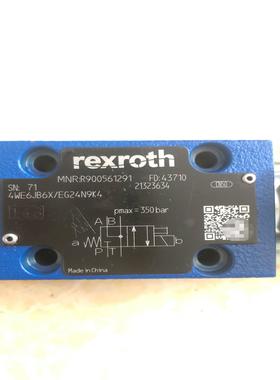 rexroth
MNR:R900561291 FD:43710
SN: 71 21323634
4WE6JB6X/EG24N9K4
pmax = 350 bar
A B
a
P T
Made in China